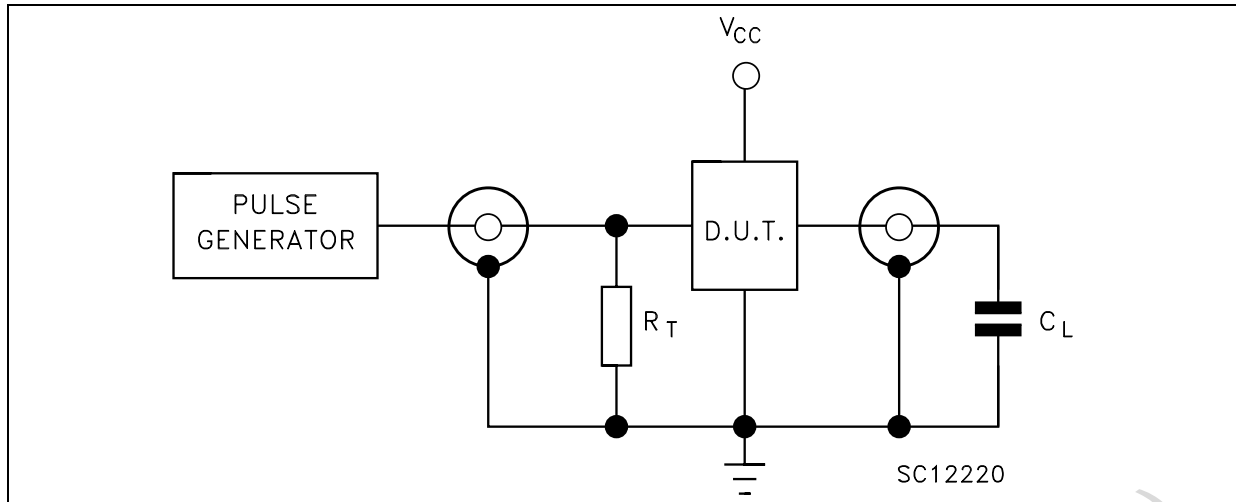 VCC
PULSE
GENERATOR
D.U.T.
RT
CL
SC12220